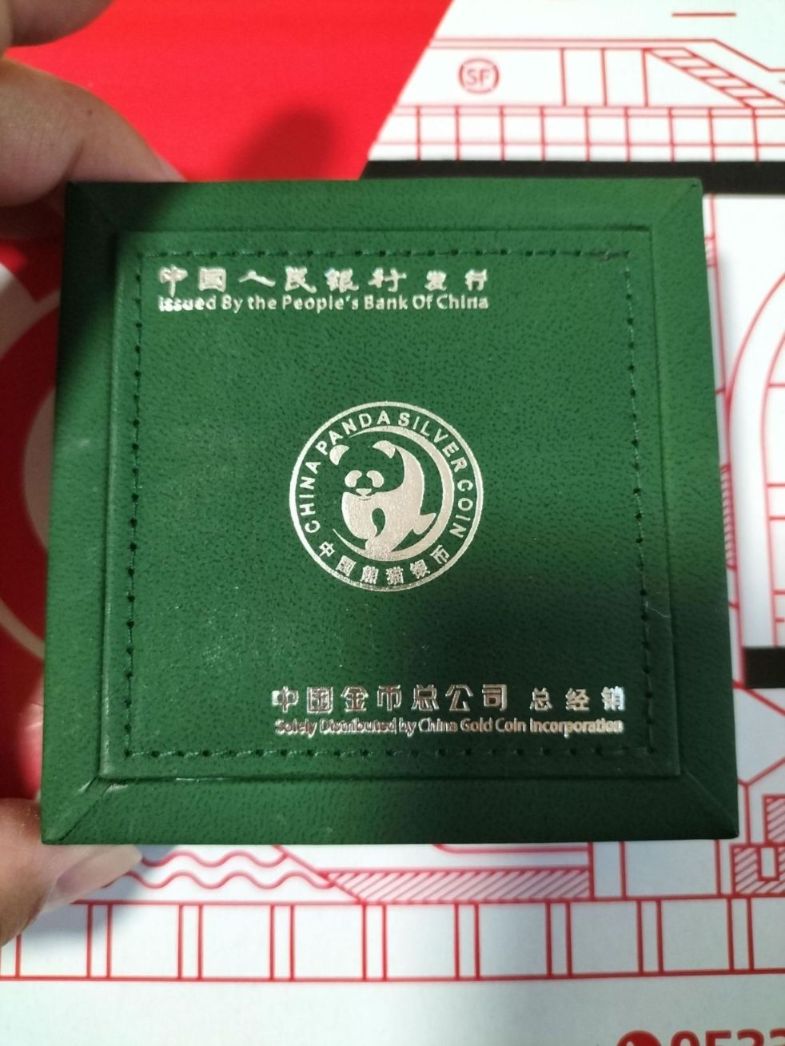 SF
中国人民银行 发行
Issued By the People's Bank Of China
CHINA PANDA SILVER COIN
中国熊猫银币
中国金币总公司 总经销
Solely Distributed by China Gold Coin Incorporation